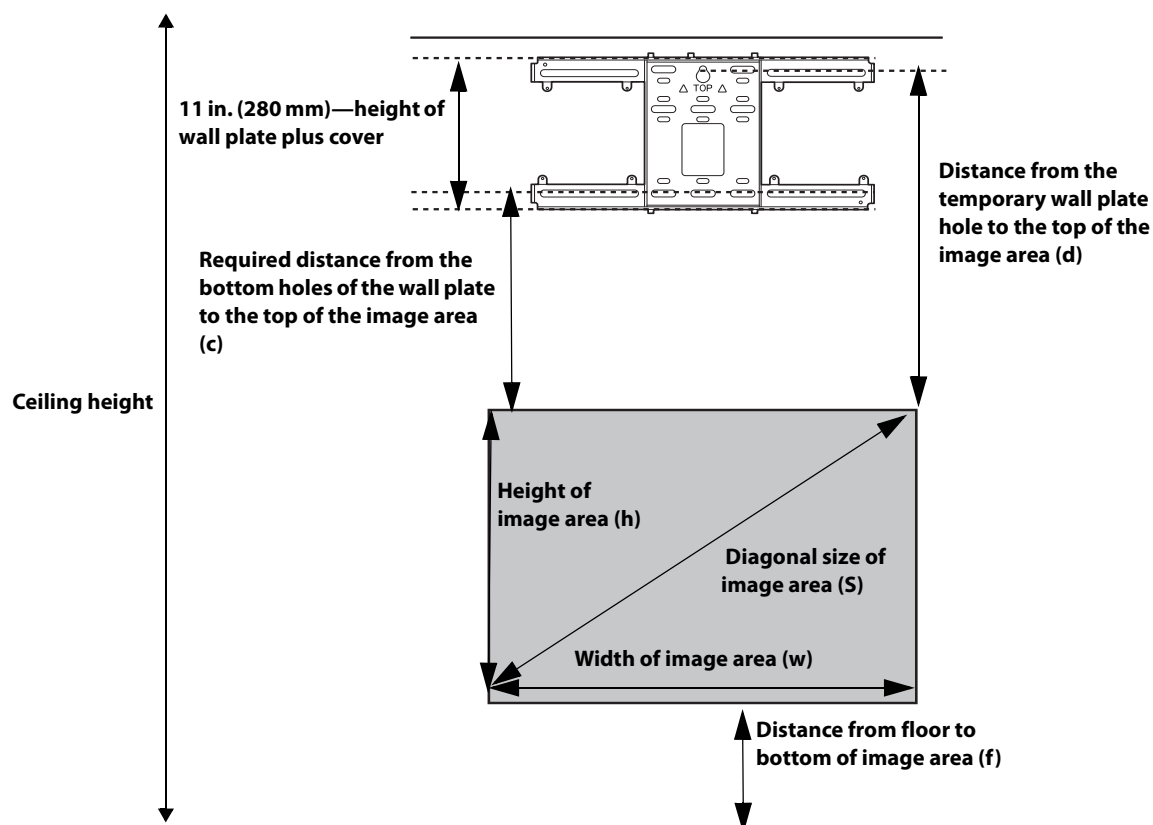 TOP
11 in. (280 mm)—height of
wall plate plus cover
Distance from the
temporary wall plate
hole to the top of the
image area (d)
Required distance from the
bottom holes of the wall plate
to the top of the image area
(c)
Ceiling height
Height of
image area (h)
Diagonal size of
image area (S)
Width of image area (w)
Distance from floor to
bottom of image area (f)